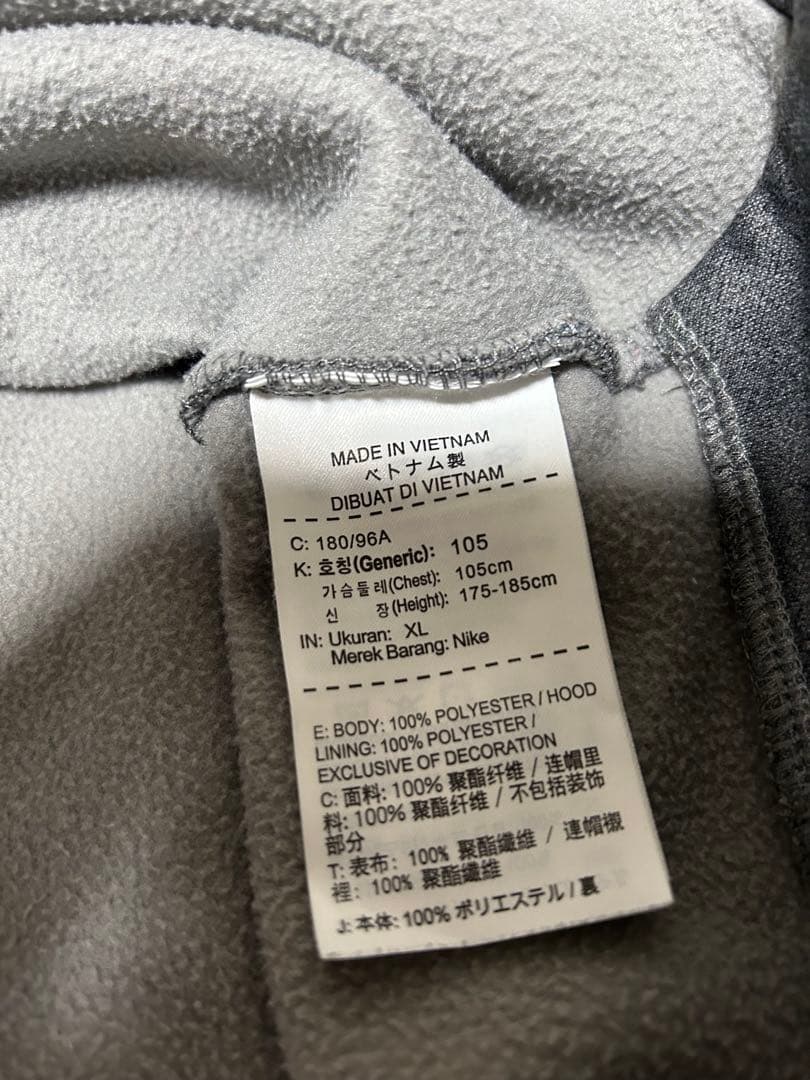 MADE IN VIETNAM
ベトナム製
DIBUAT DI VIETNAM
C: 180/96A
K: 호칭(Generic): 105
가슴둘레(Chest): 105cm
신 장(Height): 175-185cm
IN: Ukuran: XL
Merek Barang: Nike
E: BODY: 100% POLYESTER / HOOD
LINING: 100% POLYESTER /
EXCLUSIVE OF DECORATION
C: 面料: 100% 聚酯纤维 / 连帽里
料: 100% 聚酯纤维 / 不包括装饰
部分
T: 表布: 100% 聚酯纖維 / 連帽襯
裡: 100% 聚酯纖維
J: 本体: 100% ポリエステル / 裏